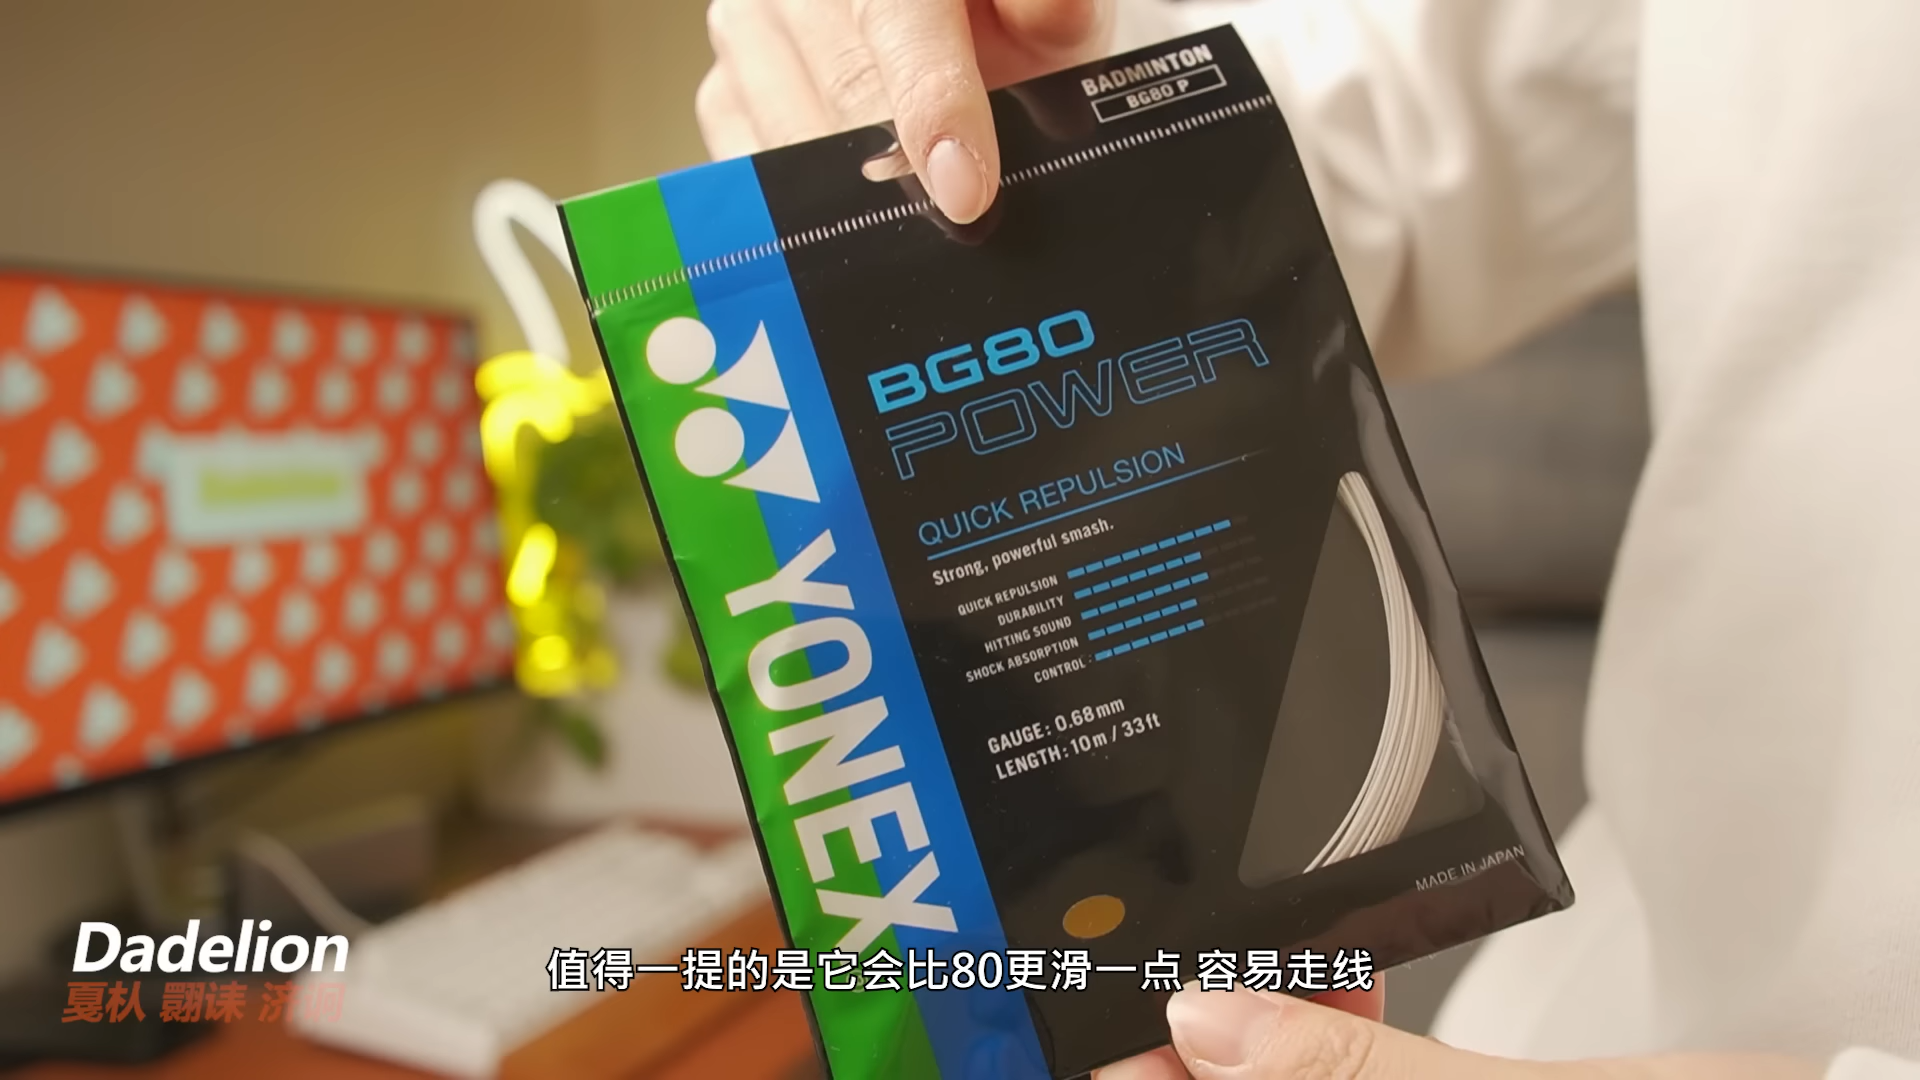 BADMINTON
BG80 P
YONEX
BG80
POWER
QUICK REPULSION
Strong, powerful smash.
QUICK REPULSION
DURABILITY
HITTING SOUND
SHOCK ABSORPTION
CONTROL
GAUGE: 0.68mm
LENGTH: 10m / 33ft
MADE IN JAPAN
Dadelion
值得一提的是它会比80更滑一点 容易走线